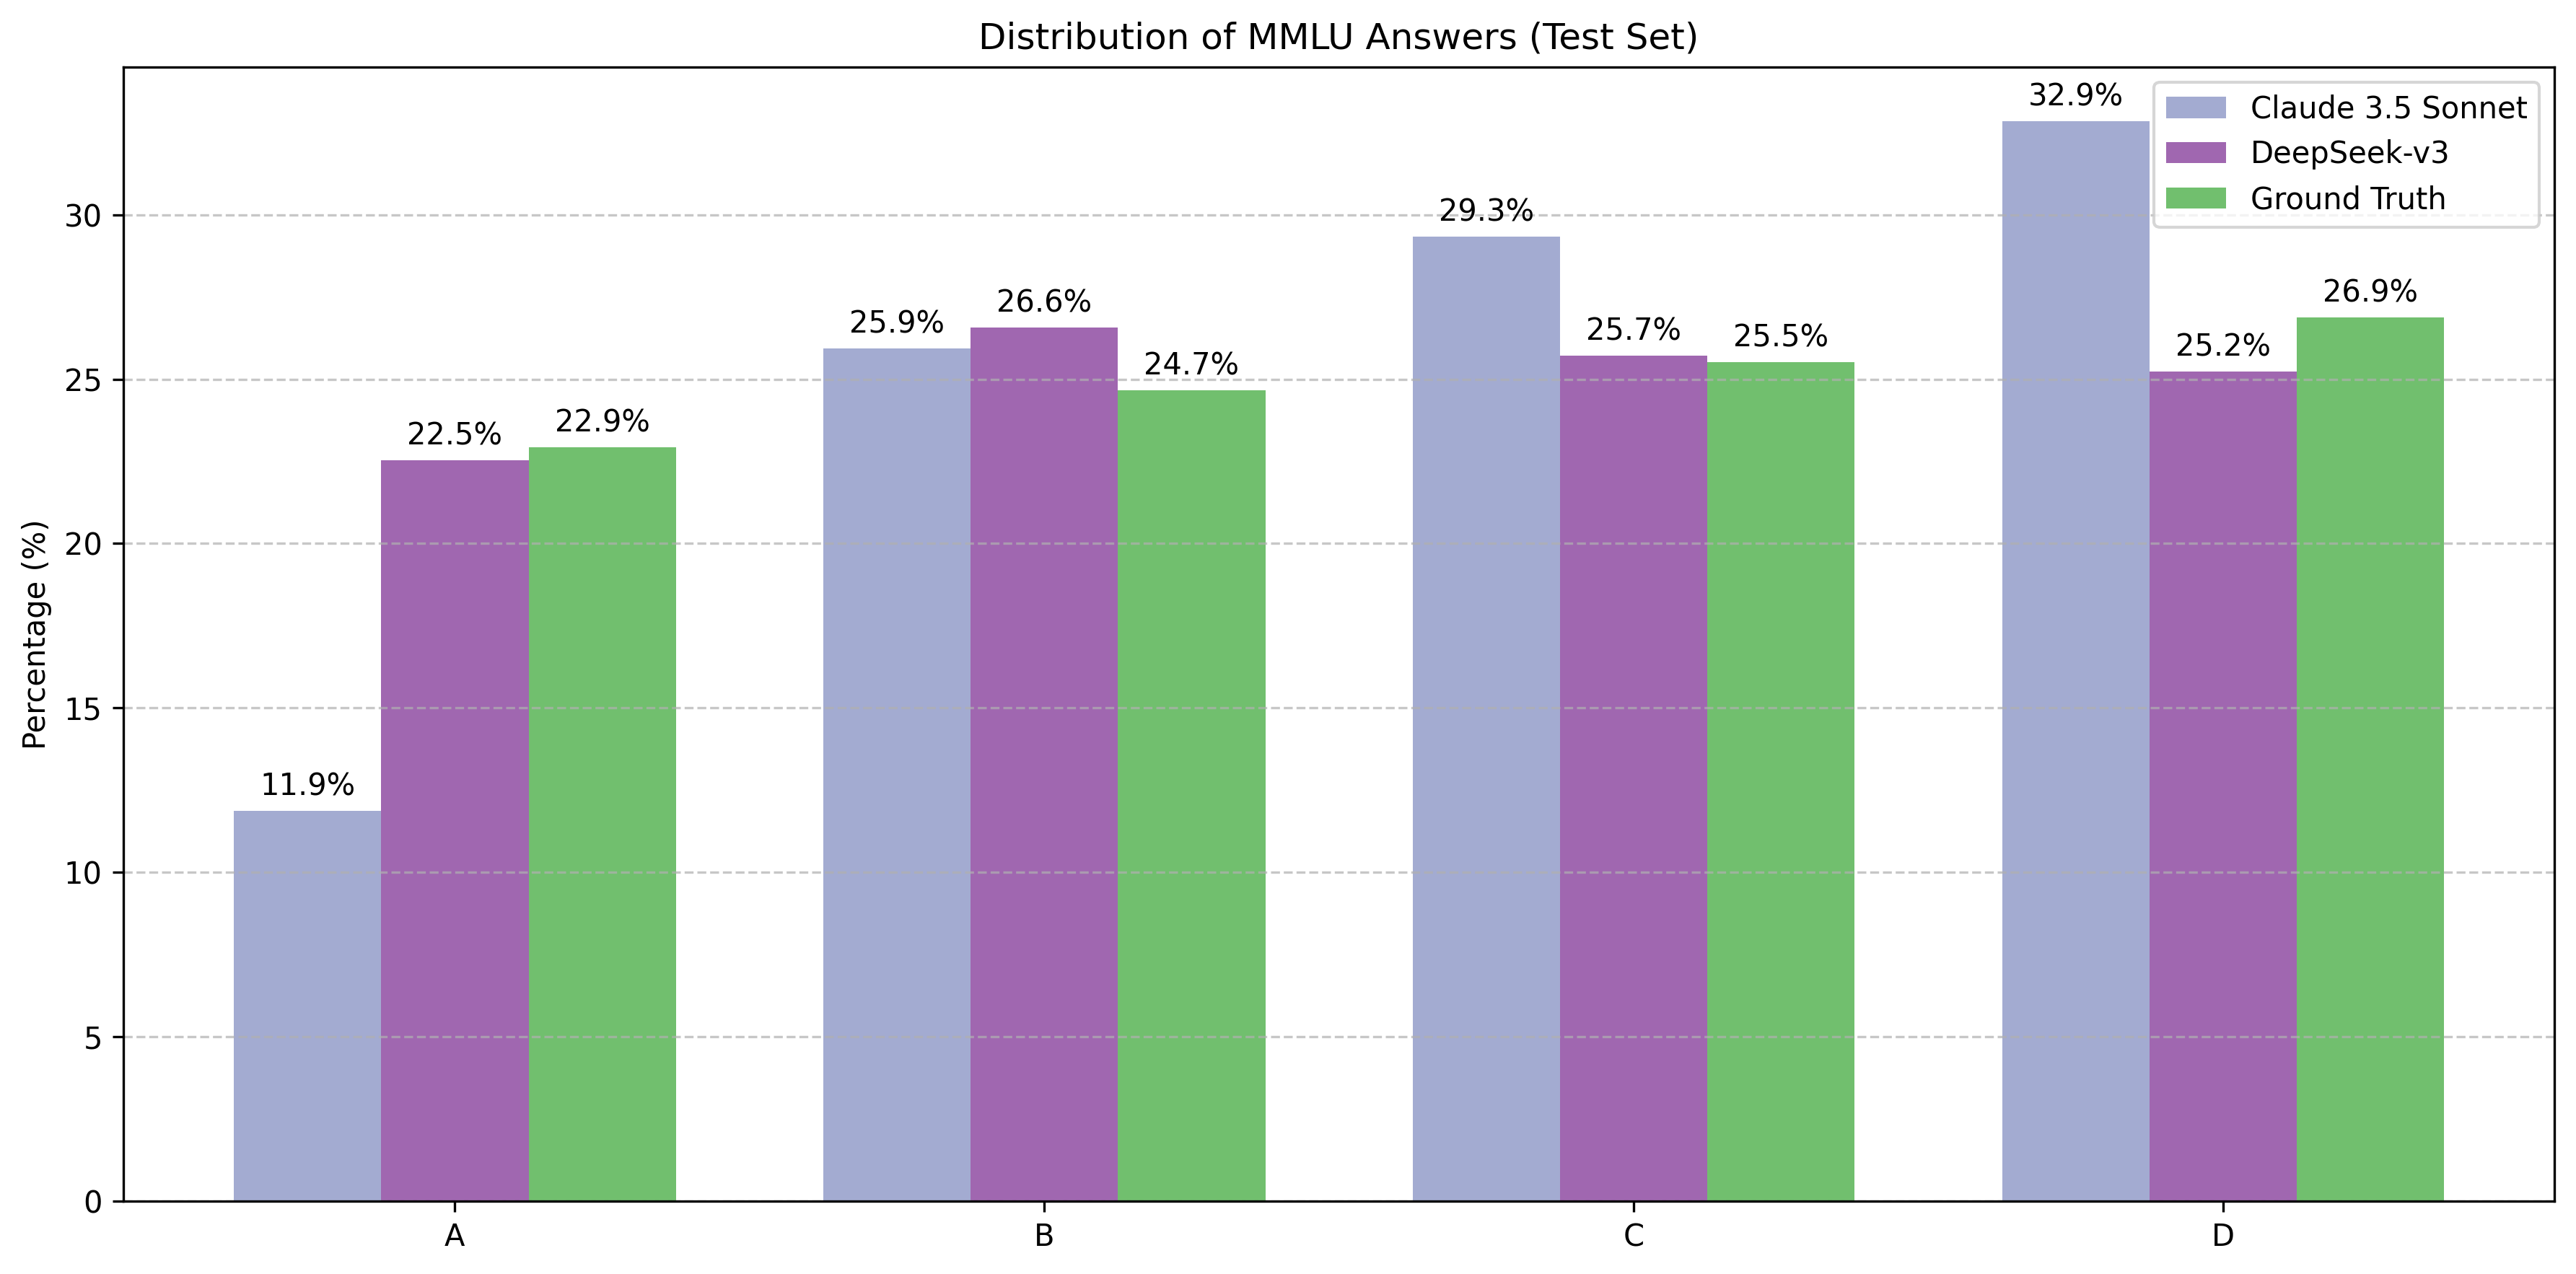 Distribution of MMLU Answers (Test Set)
Claude 3.5 Sonnet
DeepSeek-v3
Ground Truth
Percentage (%)
30
25
20
15
10
5
0
11.9%
22.5%
22.9%
25.9%
26.6%
24.7%
29.3%
25.7%
25.5%
32.9%
25.2%
26.9%
A
B
C
D